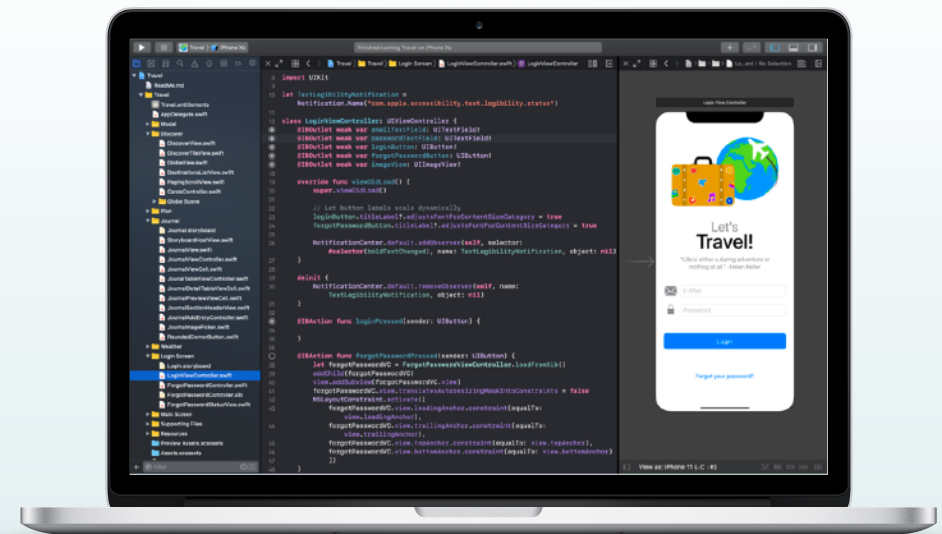 Travel
iPhone Xs
Finished running Travel on iPhone Xs
Travel
Travel
Login Screen
LoginViewController.swift
LoginViewController
No Selection
Travel
ReadMe.md
Travel
Travel.entitlements
AppDelegate.swift
Model
Discover
DiscoverView.swift
DiscoverTileView.swift
GlobeView.swift
DestinationsListView.swift
PagingScrollView.swift
CardsController.swift
Globe Scene
Plan
Journal
Journal.storyboard
StoryboardHostView.swift
JournalView.swift
JournalViewController.swift
JournalViewCell.swift
JournalTableViewController.swift
JournalDetailTableViewCell.swift
JournalPreviewViewCell.swift
JournalSectionHeaderView.swift
JournalAddEntryController.swift
JournalImagePicker.swift
RoundedCornerButton.swift
Weather
Login Screen
Login.storyboard
LoginViewController.swift
ForgotPasswordController.swift
ForgotPasswordController.xib
ForgotPasswordStatusView.swift
Main Screen
Supporting Files
Resources
Preview Assets.xcassets
Assets.xcassets
Filter
import UIKit
let TextLegibilityNotification =
Notification.Name("com.apple.accessibility.text.legibility.status")
class LoginViewController: UIViewController {
@IBOutlet weak var emailTextField: UITextField!
@IBOutlet weak var passwordTextField: UITextField!
@IBOutlet weak var loginButton: UIButton!
@IBOutlet weak var forgotPasswordButton: UIButton!
@IBOutlet weak var imageView: UIImageView!
override func viewDidLoad() {
super.viewDidLoad()
// Let button labels scale dynamically
loginButton.titleLabel?.adjustsFontForContentSizeCategory = true
forgotPasswordButton.titleLabel?.adjustsFontForContentSizeCategory = true
NotificationCenter.default.addObserver(self, selector:
#selector(boldTextChanged), name: TextLegibilityNotification, object: nil)
}
deinit {
NotificationCenter.default.removeObserver(self, name:
TextLegibilityNotification, object: nil)
}
@IBAction func loginPressed(sender: UIButton) {
}
@IBAction func forgotPasswordPressed(sender: UIButton) {
let forgotPasswordVC = ForgotPasswordViewController.loadFromNib()
addChild(forgotPasswordVC)
view.addSubview(forgotPasswordVC.view)
forgotPasswordVC.view.translatesAutoresizingMaskIntoConstraints = false
NSLayoutConstraint.activate([
forgotPasswordVC.view.leadingAnchor.constraint(equalTo:
view.leadingAnchor),
forgotPasswordVC.view.trailingAnchor.constraint(equalTo:
view.trailingAnchor),
forgotPasswordVC.view.topAnchor.constraint(equalTo: view.topAnchor),
forgotPasswordVC.view.bottomAnchor.constraint(equalTo: view.bottomAnchor)
])
}
Login View Controller
Let's
Travel!
"Life is either a daring adventure or
nothing at all." -Helen Keller
E-Mail
Password
Login
Forgot your password?
View as: iPhone 11